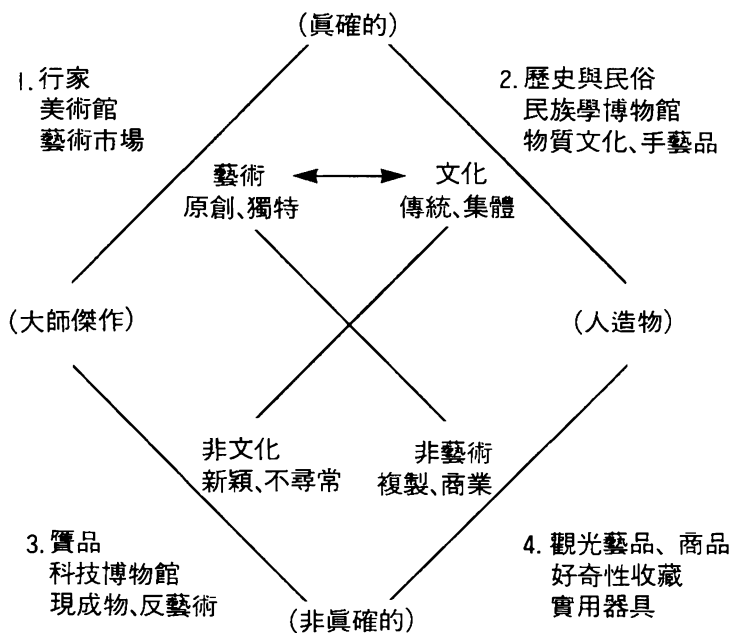 (眞確的)
1. 行家
美術館
藝術市場
2. 歷史與民俗
民族學博物館
物質文化、手藝品
藝術
原創、獨特
文化
傳統、集體
(大師傑作)
(人造物)
非文化
新穎、不尋常
非藝術
複製、商業
3. 贋品
科技博物館
現成物、反藝術
4. 觀光藝品、商品
好奇性收藏
實用器具
(非眞確的)